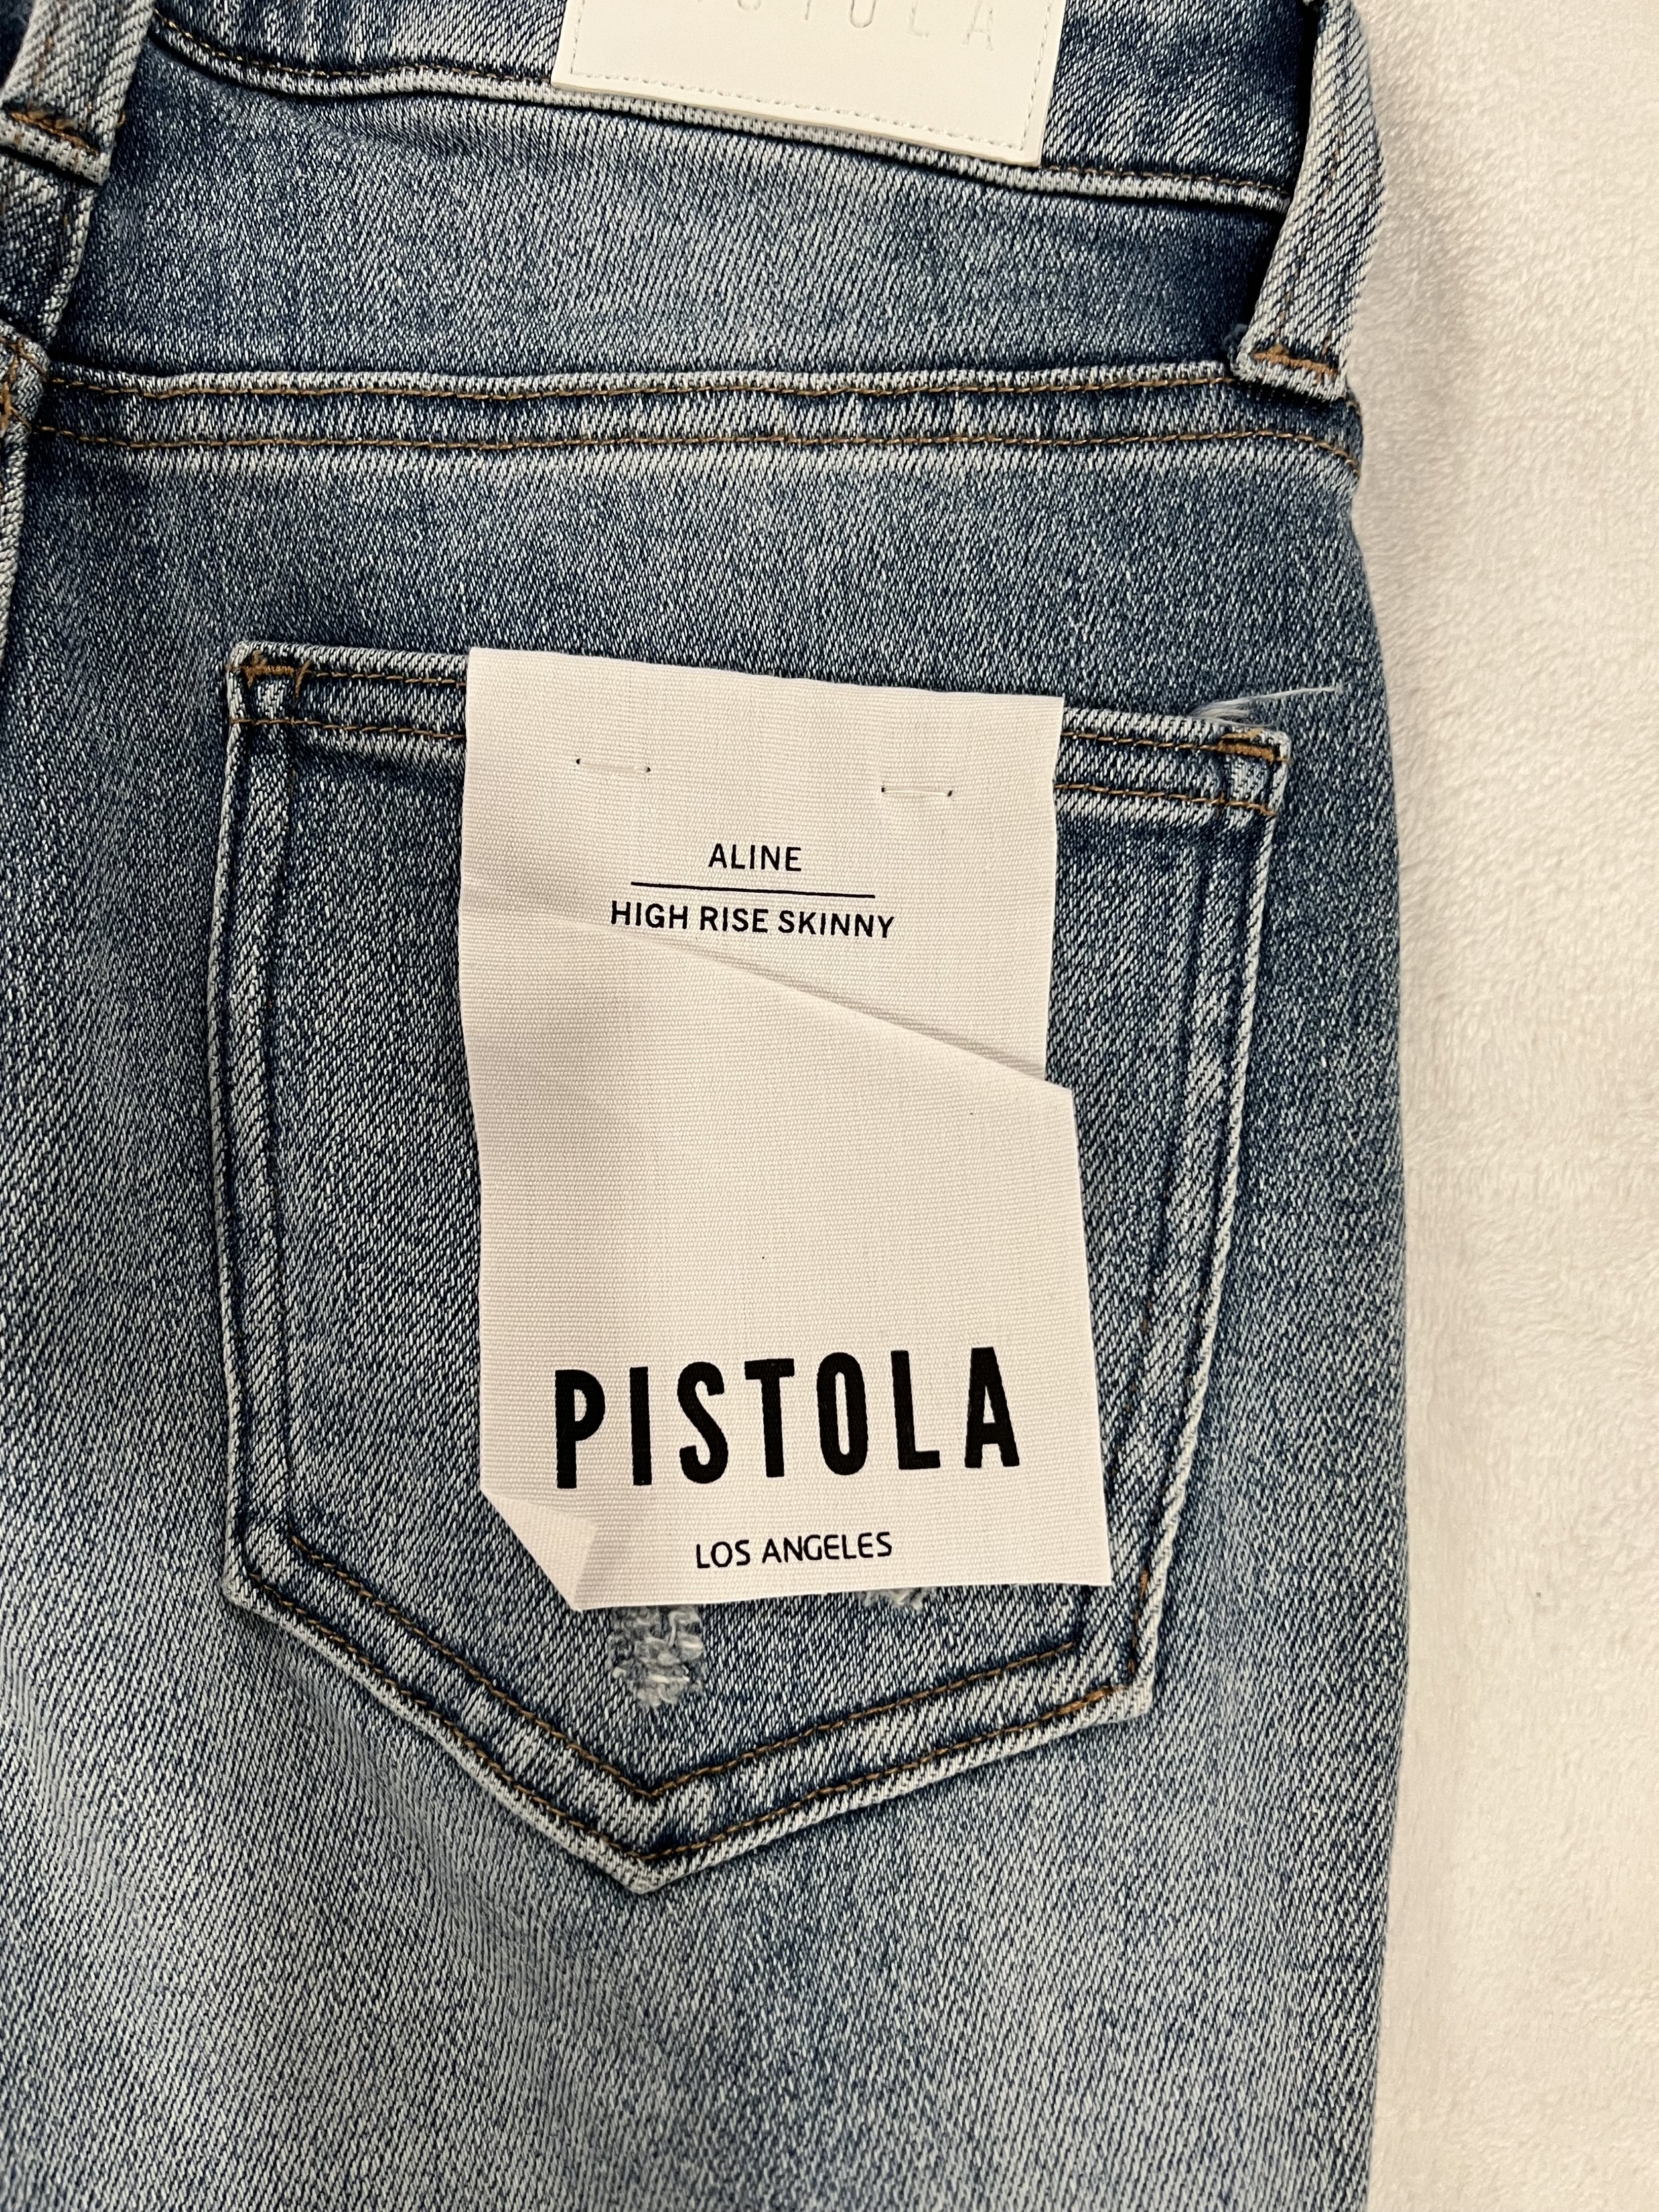 ALINE
HIGH RISE SKINNY
PISTOLA
LOS ANGELES